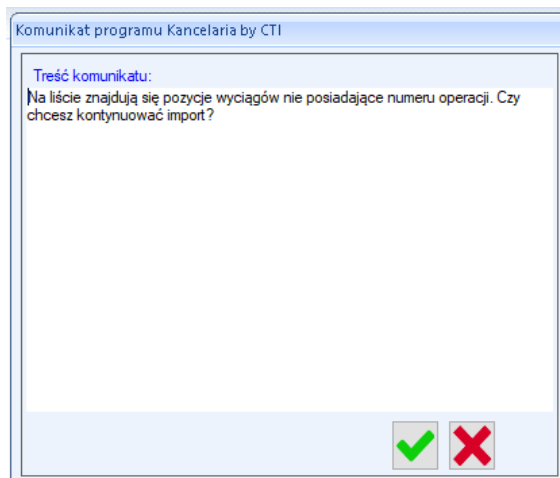 Komunikat programu Kancelaria by CTI
Treść komunikatu:
Na liście znajdują się pozycje wyciągów nie posiadające numeru operacji. Czy
chcesz kontynuować import?